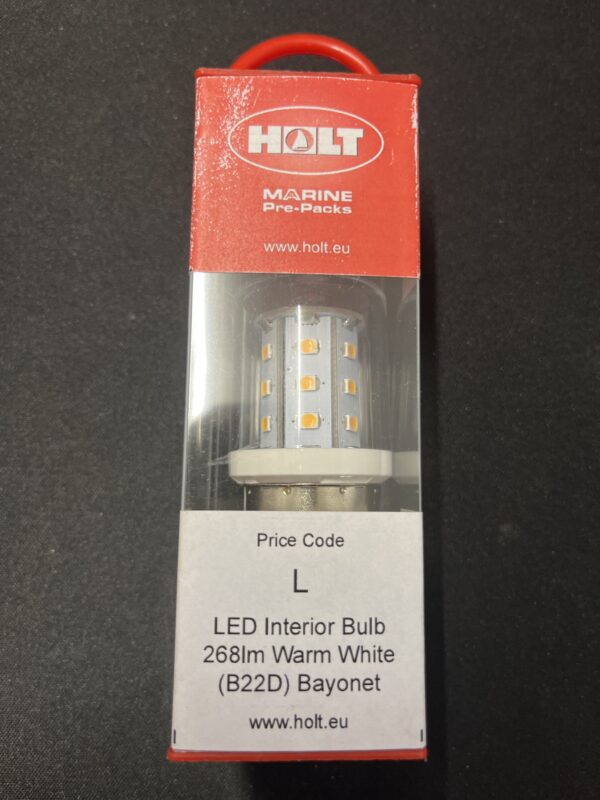 HOLT
MARINE
Pre-Packs
www.holt.eu
Price Code
L
LED Interior Bulb
268lm Warm White
(B22D) Bayonet
www.holt.eu